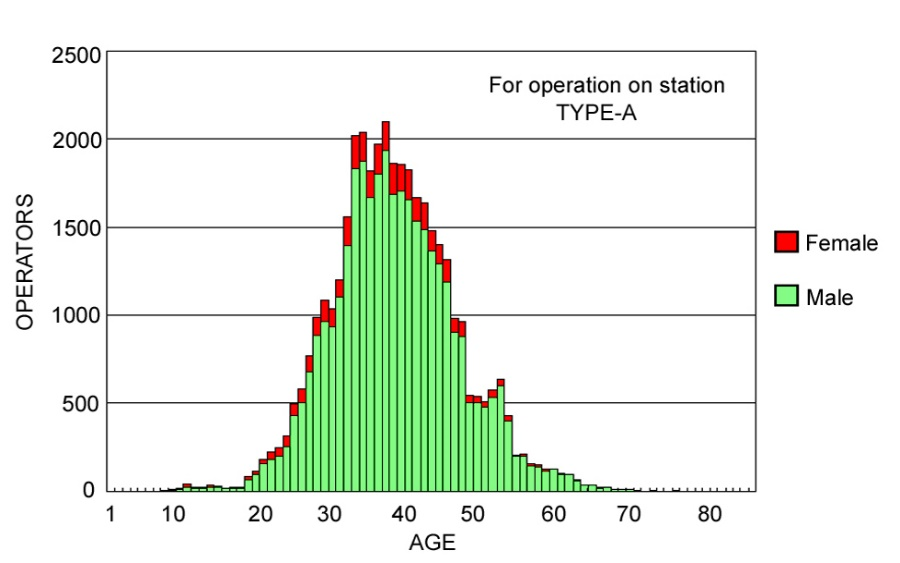 2500
For operation on station
TYPE-A
2000
1500
1000
500
0
OPERATORS
1 10 20 30 40 50 60 70 80
AGE
Female
Male